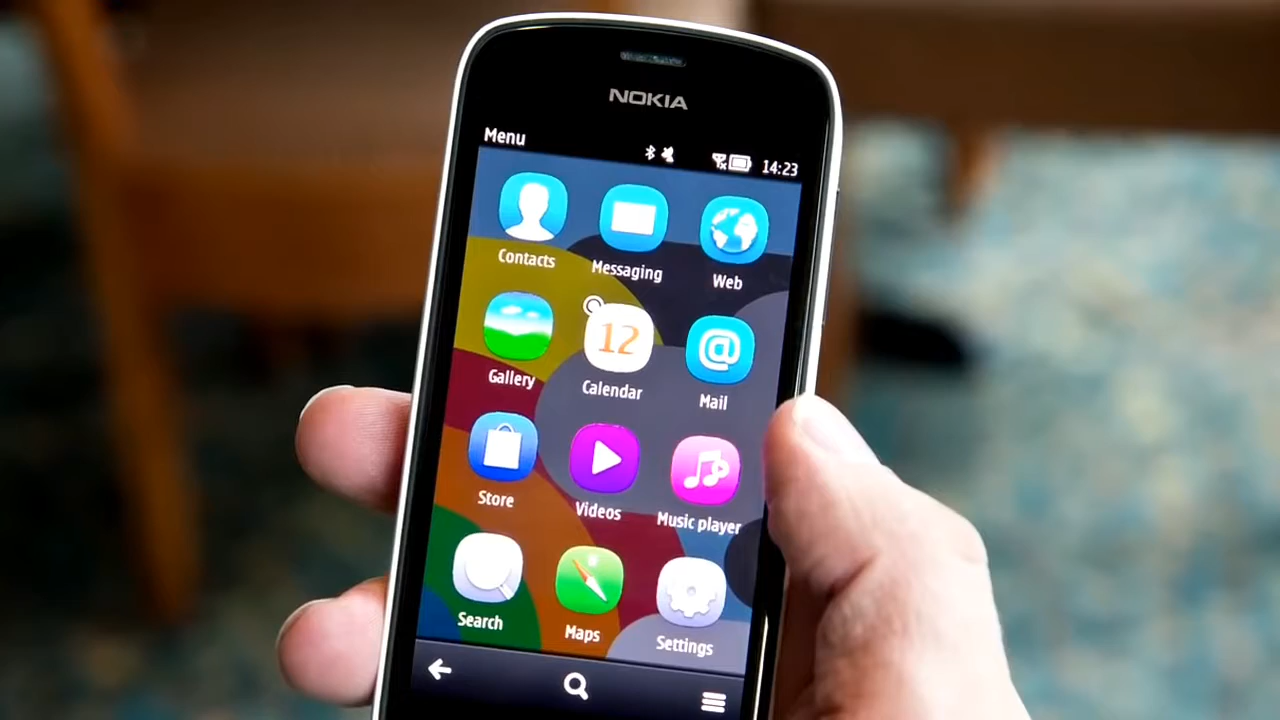 NOKIA
Menu
14:23
Contacts
Messaging
Web
12
@
Gallery
Calendar
Mail
Store
Videos
Music player
Search
Maps
Settings